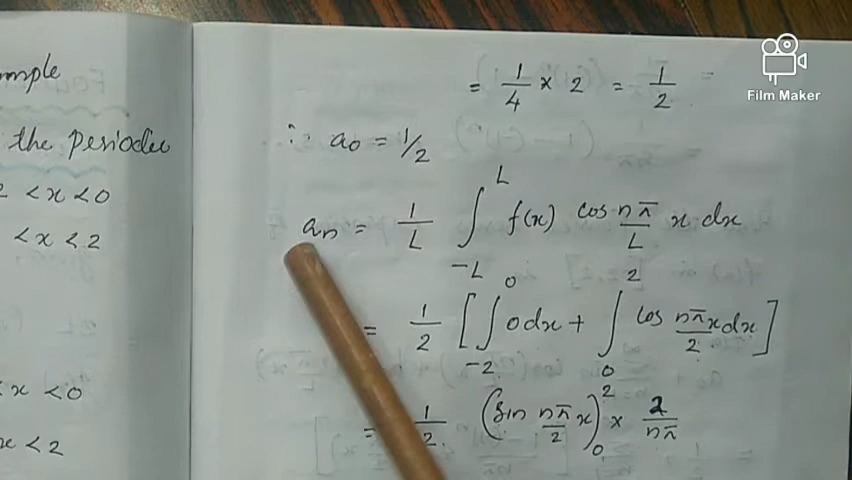 mple
the periodic
2 < x < 0
< x < 2
< x < 0
x < 2
= 1/4 × 2 = 1/2 =
∴ a₀ = 1/2
aₙ = 1/L ∫_{-L}^{L} f(x) cos nπ/L x dx
= 1/2 [ ∫_{-2}^{0} 0dx + ∫_{0}^{2} cos nπ/2 x dx ]
= 1/2 (Sin nπ/2 x)_{0}^{2} × 2/nπ
Film Maker